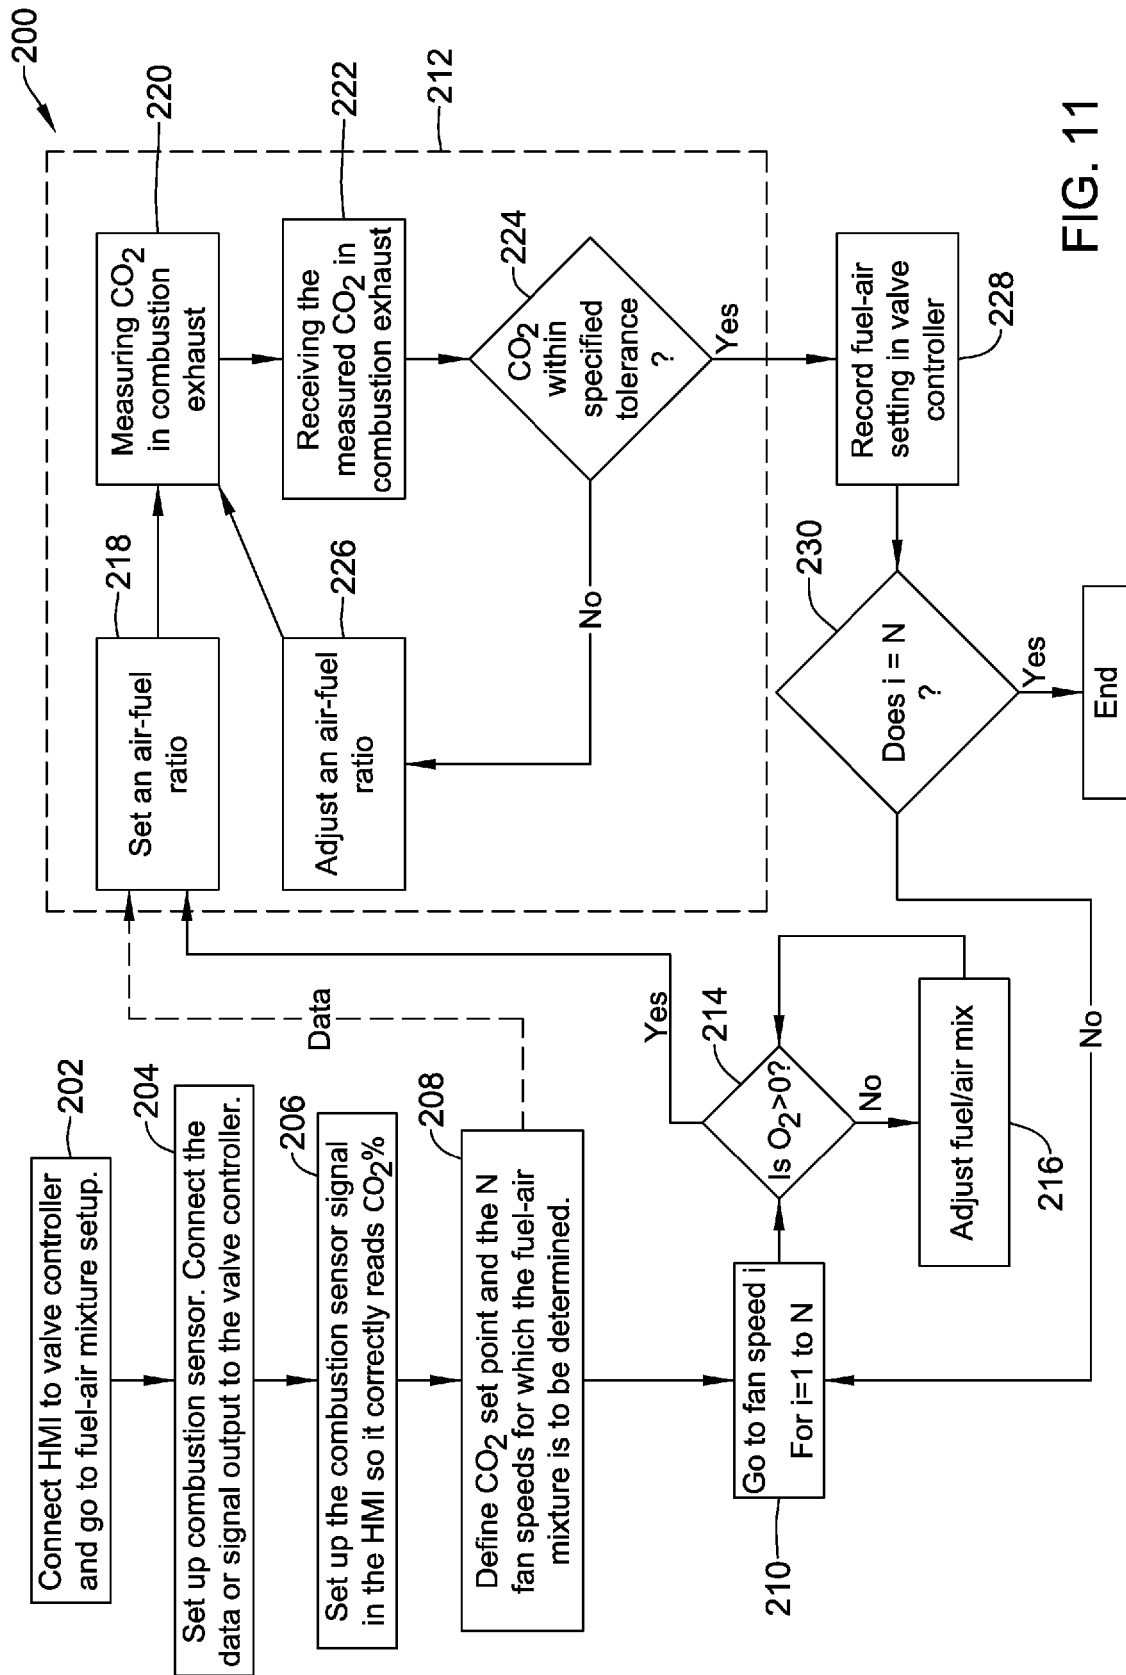 200
202
Connect HMI to valve controller
and go to fuel-air mixture setup.
204
Set up combustion sensor. Connect the
data or signal output to the valve controller.
206
Set up the combustion sensor signal
in the HMI so it correctly reads CO2%
208
Define CO2 set point and the N
fan speeds for which the fuel-air
mixture is to be determined.
Data
210
Go to fan speed i
For i=1 to N
214
Is O2>0?
Yes
No
216
Adjust fuel/air mix
212
218
Set an air-fuel
ratio
220
Measuring CO2
in combustion
exhaust
222
Receiving the
measured CO2 in
combustion exhaust
224
CO2
within
specified
tolerance
?
No
226
Adjust an air-fuel
ratio
Yes
228
Record fuel-air
setting in valve
controller
230
Does i = N
?
No
Yes
End
FIG. 11